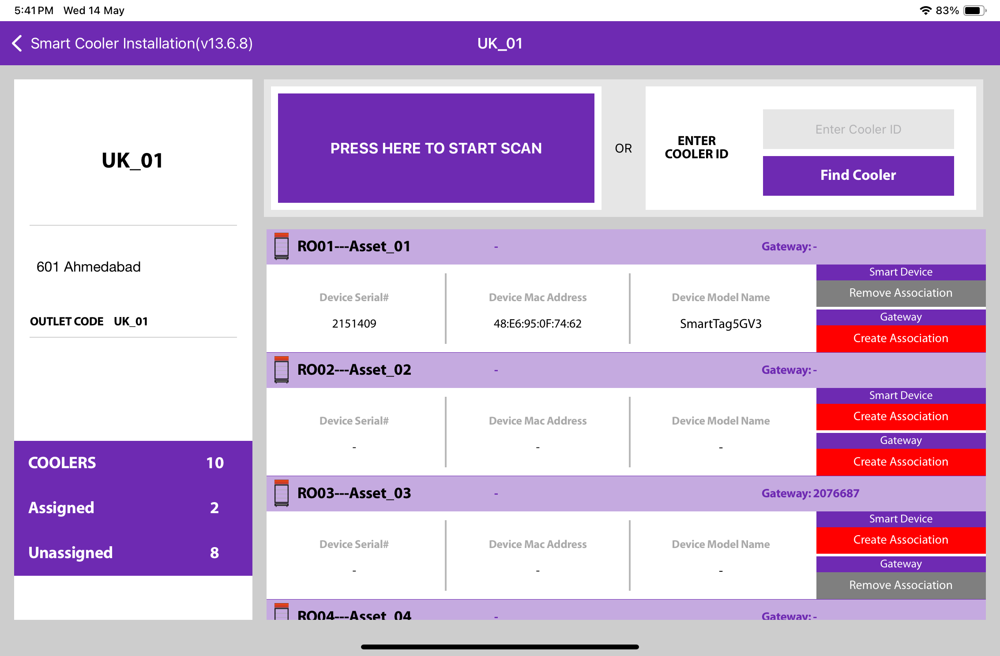 5:41 PM Wed 14 May
83%
Smart Cooler Installation(v13.6.8)
UK_01
UK_01
601 Ahmedabad
OUTLET CODE UK_01
COOLERS 10
Assigned 2
Unassigned 8
PRESS HERE TO START SCAN
OR
ENTER
COOLER ID
Enter Cooler ID
Find Cooler
RO01---Asset_01 - Gateway: -
Device Serial# Device Mac Address Device Model Name
2151409 48:E6:95:0F:74:62 SmartTag5GV3
Smart Device
Remove Association
Gateway
Create Association
RO02---Asset_02 - Gateway: -
Device Serial# Device Mac Address Device Model Name
- - -
Smart Device
Create Association
Gateway
Create Association
RO03---Asset_03 - Gateway: 2076687
Device Serial# Device Mac Address Device Model Name
- - -
Smart Device
Create Association
Gateway
Remove Association
RO04---Asset_04 - Gateway: -